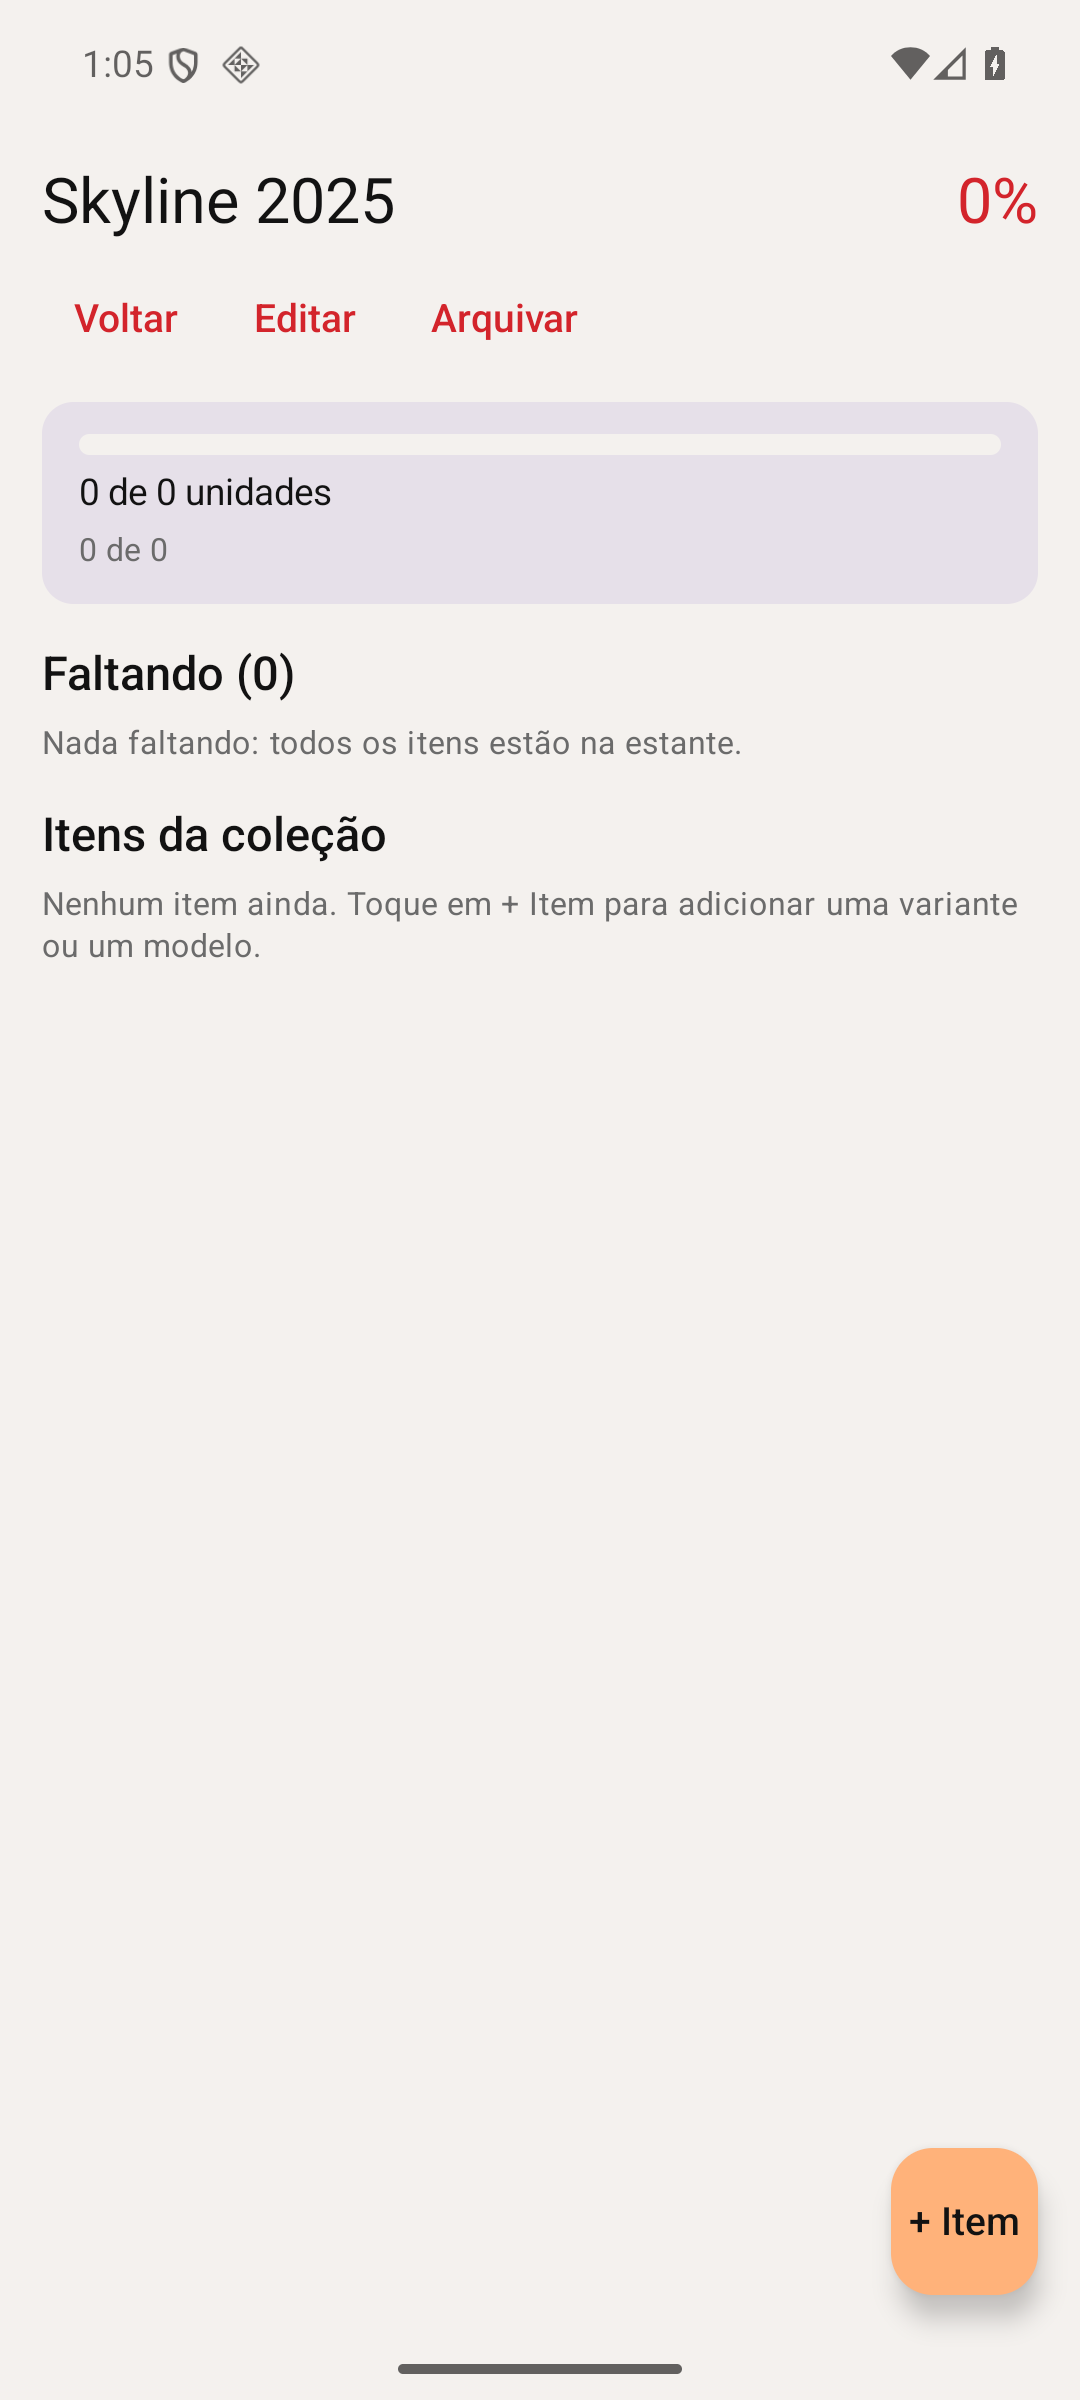 1:05
Skyline 2025
0%
Voltar
Editar
Arquivar
0 de 0 unidades
0 de 0
Faltando (0)
Nada faltando: todos os itens estão na estante.
Itens da coleção
Nenhum item ainda. Toque em + Item para adicionar uma variante
ou um modelo.
+ Item